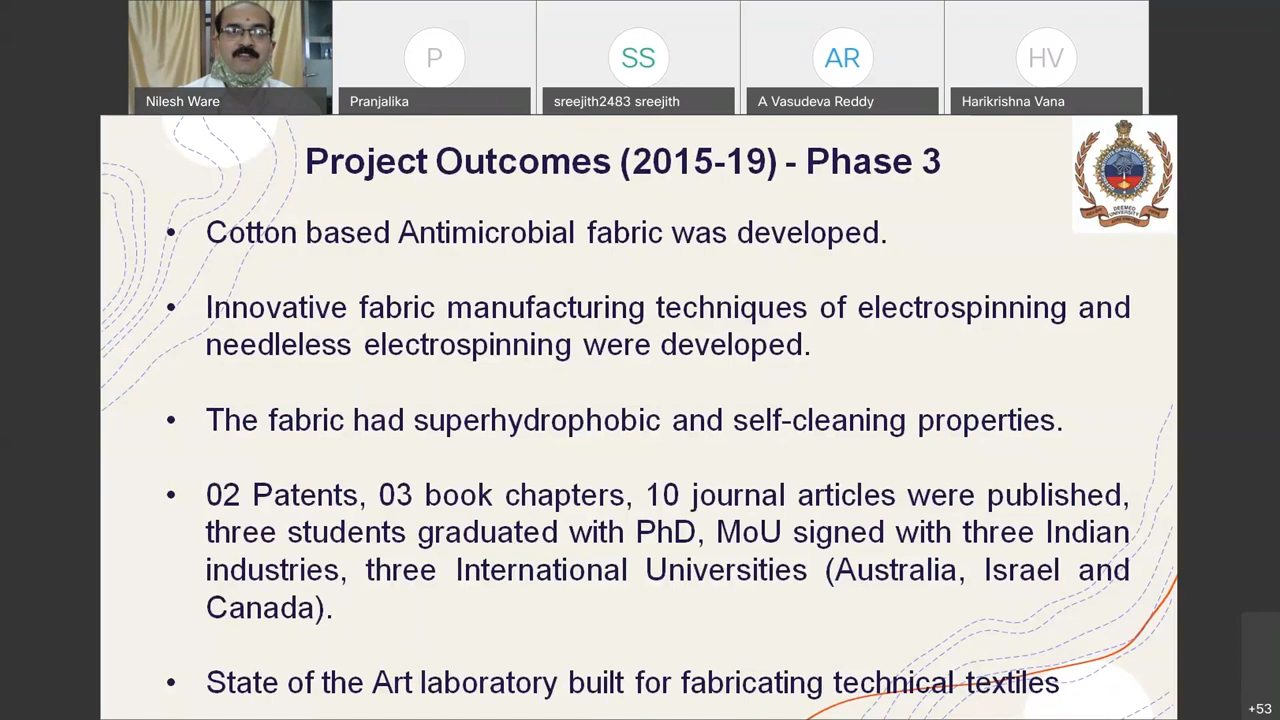 P
SS
AR
HV
Nilesh Ware
Pranjalika
sreejith2483 sreejith
A Vasudeva Reddy
Harikrishna Vana
Project Outcomes (2015-19) - Phase 3
DEEMED
UNIVERSITY
• Cotton based Antimicrobial fabric was developed.
• Innovative fabric manufacturing techniques of electrospinning and
needleless electrospinning were developed.
• The fabric had superhydrophobic and self-cleaning properties.
• 02 Patents, 03 book chapters, 10 journal articles were published,
three students graduated with PhD, MoU signed with three Indian
industries, three International Universities (Australia, Israel and
Canada).
• State of the Art laboratory built for fabricating technical textiles
+53